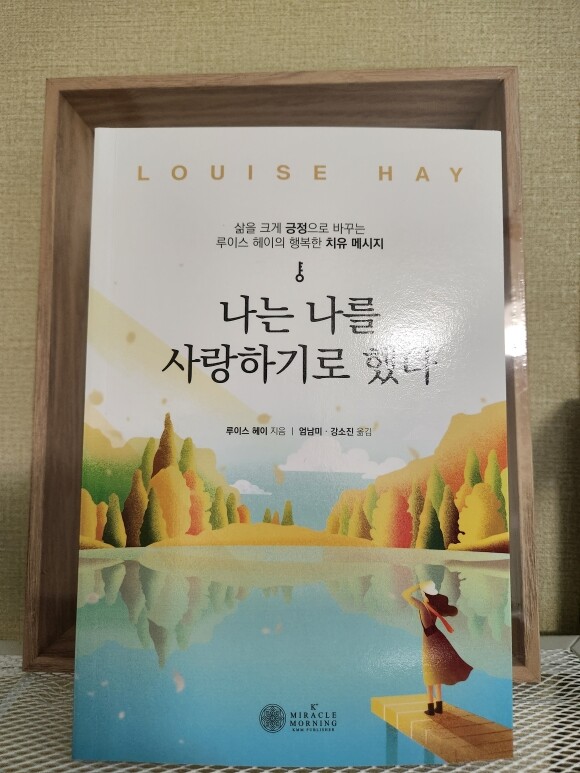 LOUISE HAY
삶을 크게 긍정으로 바꾸는
루이스 헤이의 행복한 치유 메시지
나는 나를
사랑하기로 했다
루이스 헤이 지음 | 엄남미 · 강소진 옮김
K
MIRACLE
MORNING
KMM PUBLISHER